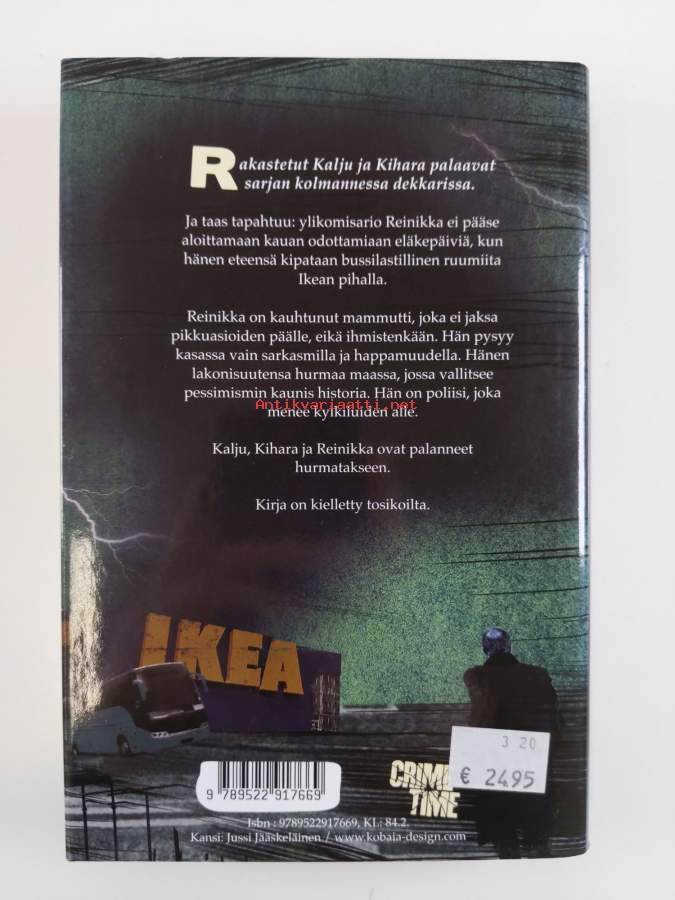 Rakastetut Kalju ja Kihara palaavat
sarjan kolmannessa dekkarissa.
Ja taas tapahtuu: ylikomisario Reinikka ei pääse
aloittamaan kauan odottamiaan eläkepäiviä, kun
hänen eteensä kipataan bussilastillinen ruumiita
Ikean pihalla.
Reinikka on kauhtunut mammutti, joka ei jaksa
pikkuasioiden päälle, eikä ihmistenkään. Hän pysyy
kasassa vain sarkasmilla ja happamuudella. Hänen
lakonisuutensa hurmaa maassa, jossa vallitsee
pessimismin kaunis historia. Hän on poliisi, joka
Antikvariaatti.net
menee kylkiluiden alle.
Kalju, Kihara ja Reinikka ovat palanneet
hurmatakseen.
Kirja on kielletty tosikoilta.
IKEA
3 20
€ 24.95
CRIME
TIME
9 789522 917669
Isbn : 9789522917669, KL: 84.2.
Kansi: Jussi Jääskeläinen / www.kobaia-design.com